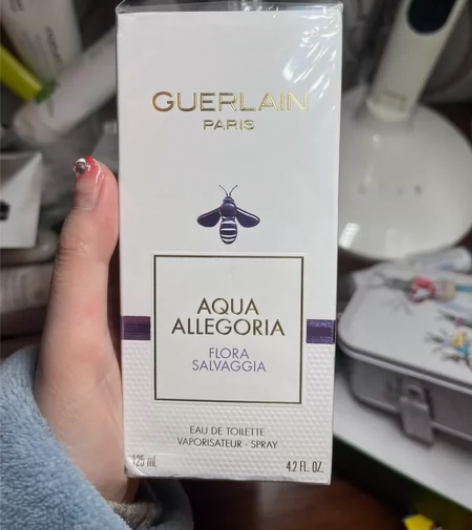 GUERLAIN
PARIS
AQUA
ALLEGORIA
FLORA
SALVAGGIA
EAU DE TOILETTE
VAPORISATEUR - SPRAY
125 mL 4.2 FL. OZ.